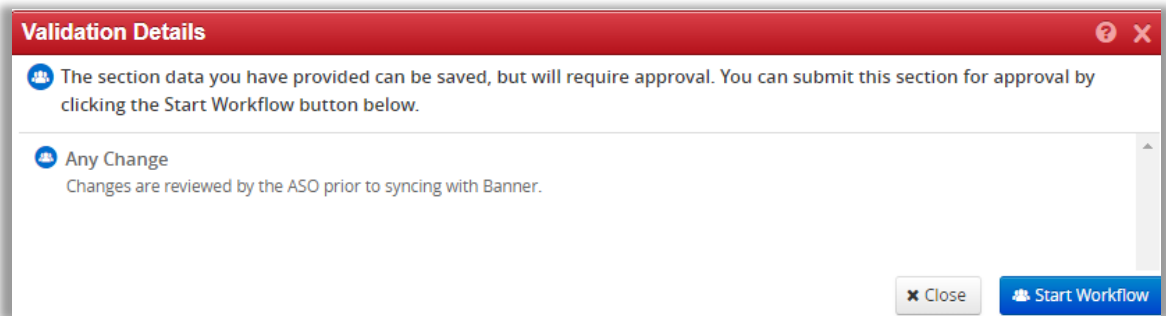 Validation Details
The section data you have provided can be saved, but will require approval. You can submit this section for approval by
clicking the Start Workflow button below.
Any Change
Changes are reviewed by the ASO prior to syncing with Banner.
Close
Start Workflow